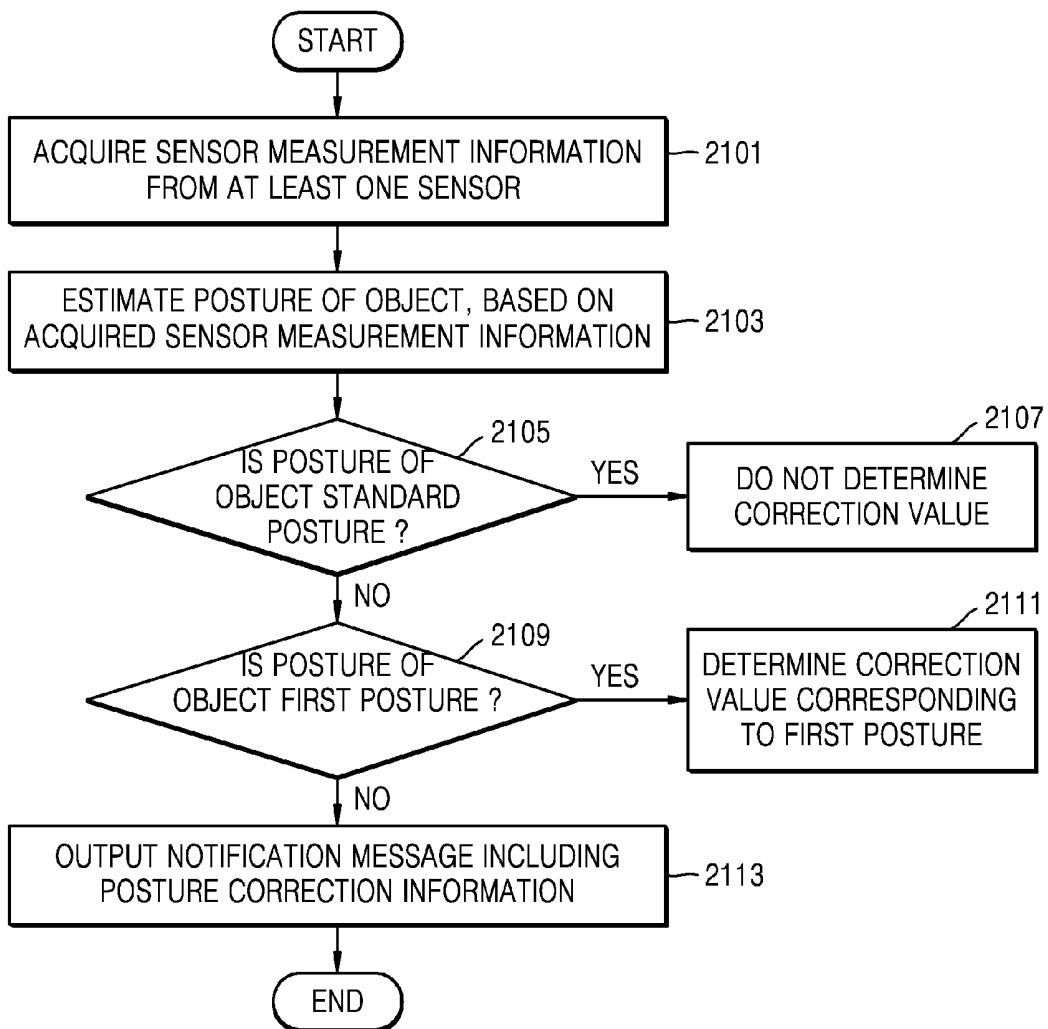 START
ACQUIRE SENSOR MEASUREMENT INFORMATION
FROM AT LEAST ONE SENSOR
2101
ESTIMATE POSTURE OF OBJECT, BASED ON
ACQUIRED SENSOR MEASUREMENT INFORMATION
2103
2105
IS POSTURE OF
OBJECT STANDARD
POSTURE ?
YES
2107
DO NOT DETERMINE
CORRECTION VALUE
NO
2109
IS POSTURE OF
OBJECT FIRST POSTURE ?
YES
2111
DETERMINE CORRECTION
VALUE CORRESPONDING
TO FIRST POSTURE
NO
OUTPUT NOTIFICATION MESSAGE INCLUDING
POSTURE CORRECTION INFORMATION
2113
END